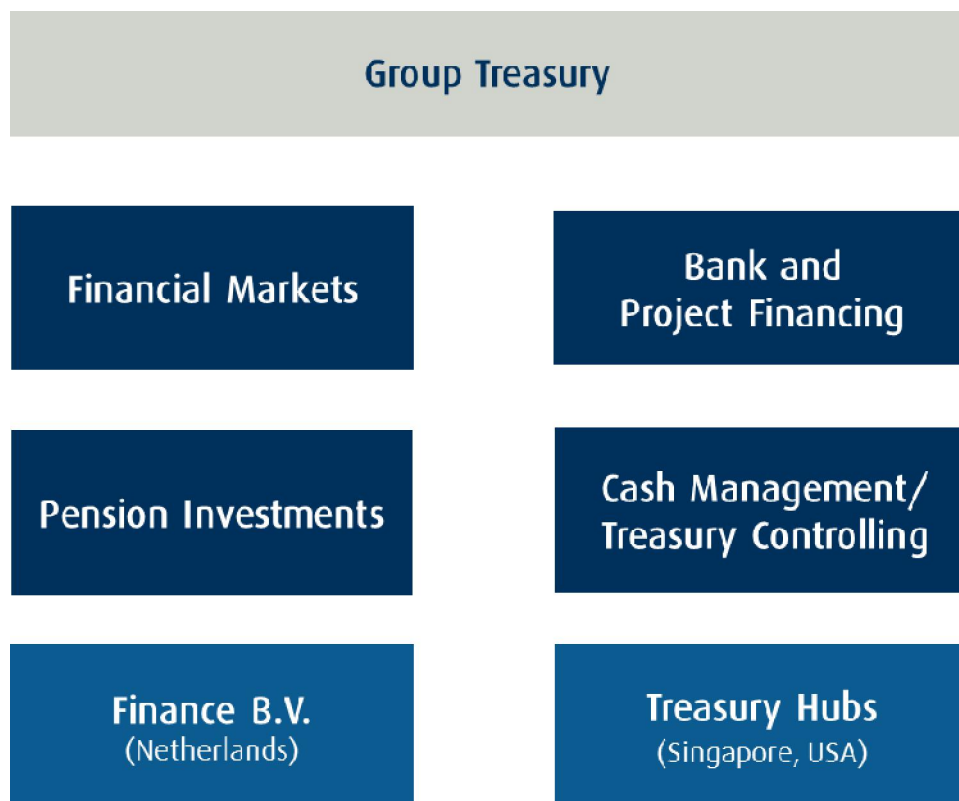 Group Treasury
Financial Markets
Bank and
Project Financing
Pension Investments
Cash Management/
Treasury Controlling
Finance B.V.
(Netherlands)
Treasury Hubs
(Singapore, USA)